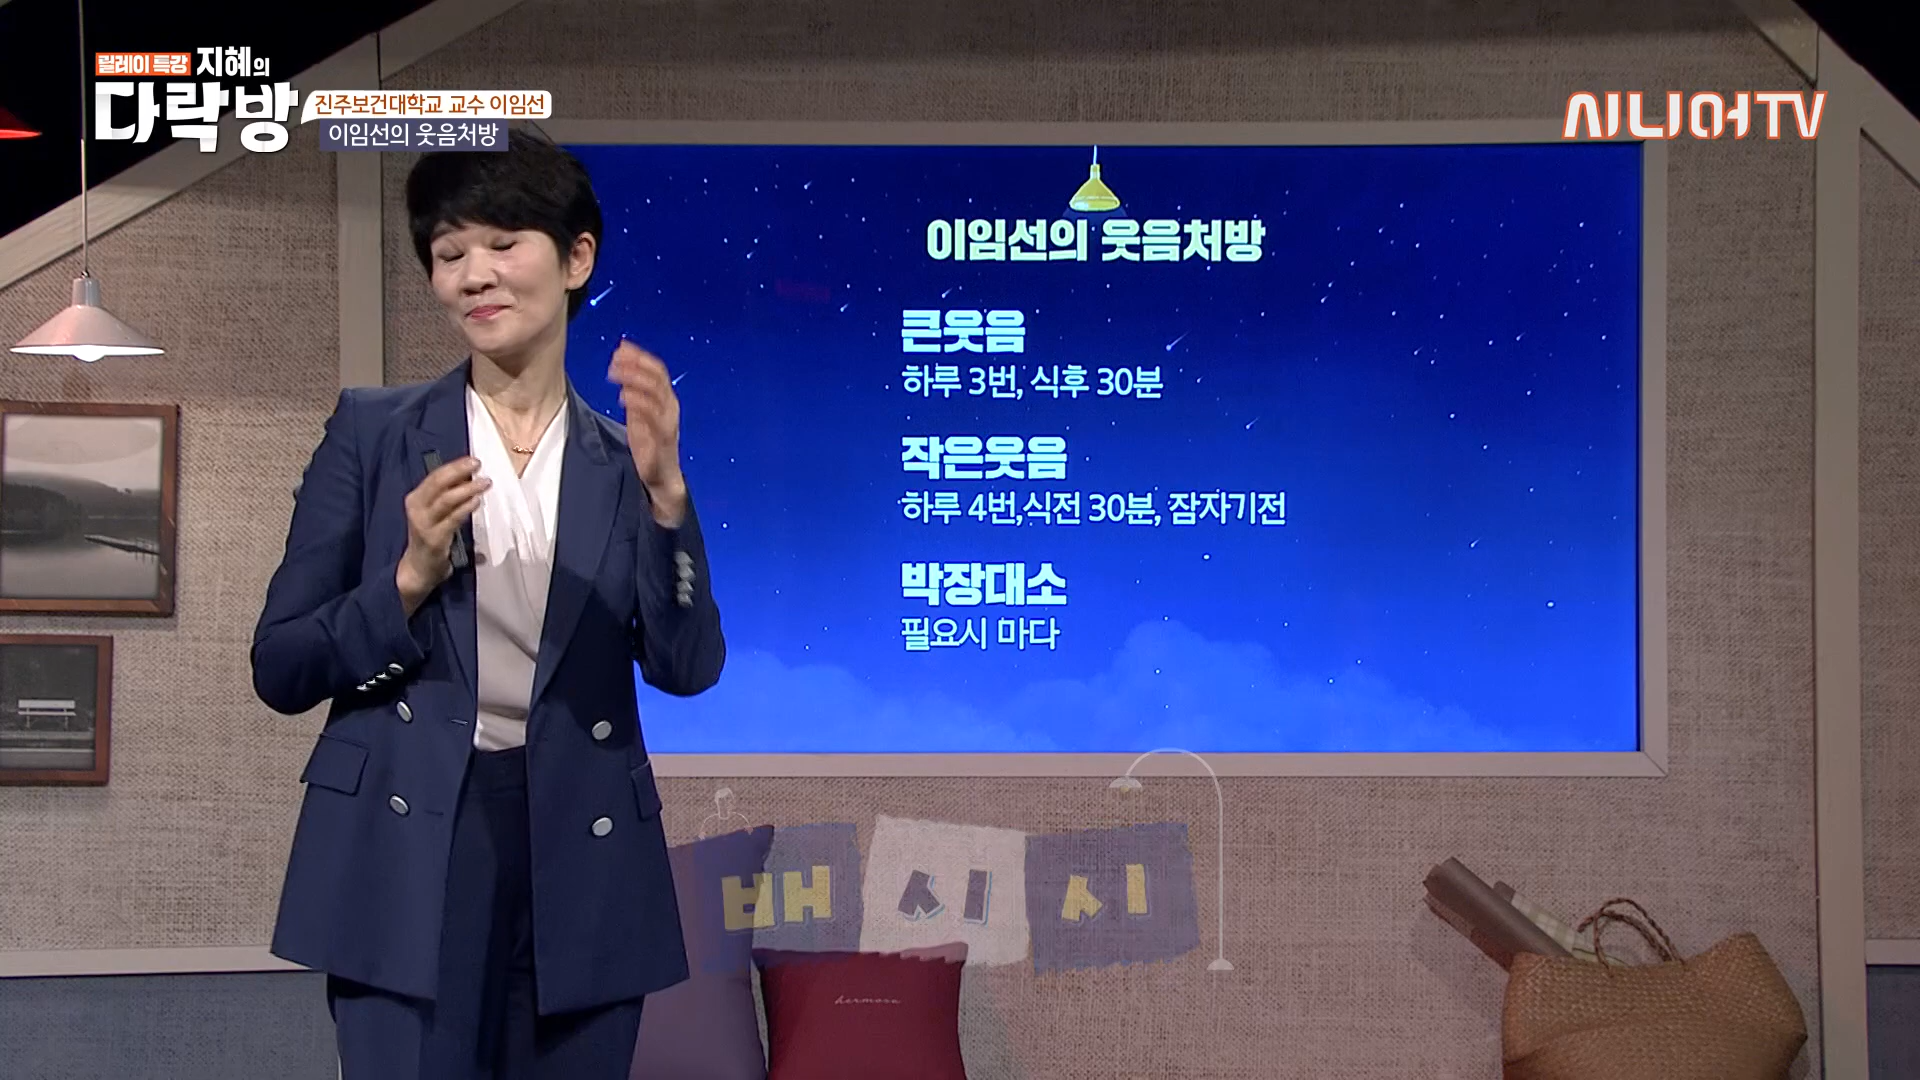 릴레이 특강 지혜의
다락방
진주보건대학교 교수 이임선
이임선의 웃음처방
시니어TV
이임선의 웃음처방
큰웃음
하루 3번, 식후 30분
작은웃음
하루 4번,식전 30분, 잠자기전
박장대소
필요시 마다
배시시
hermosa